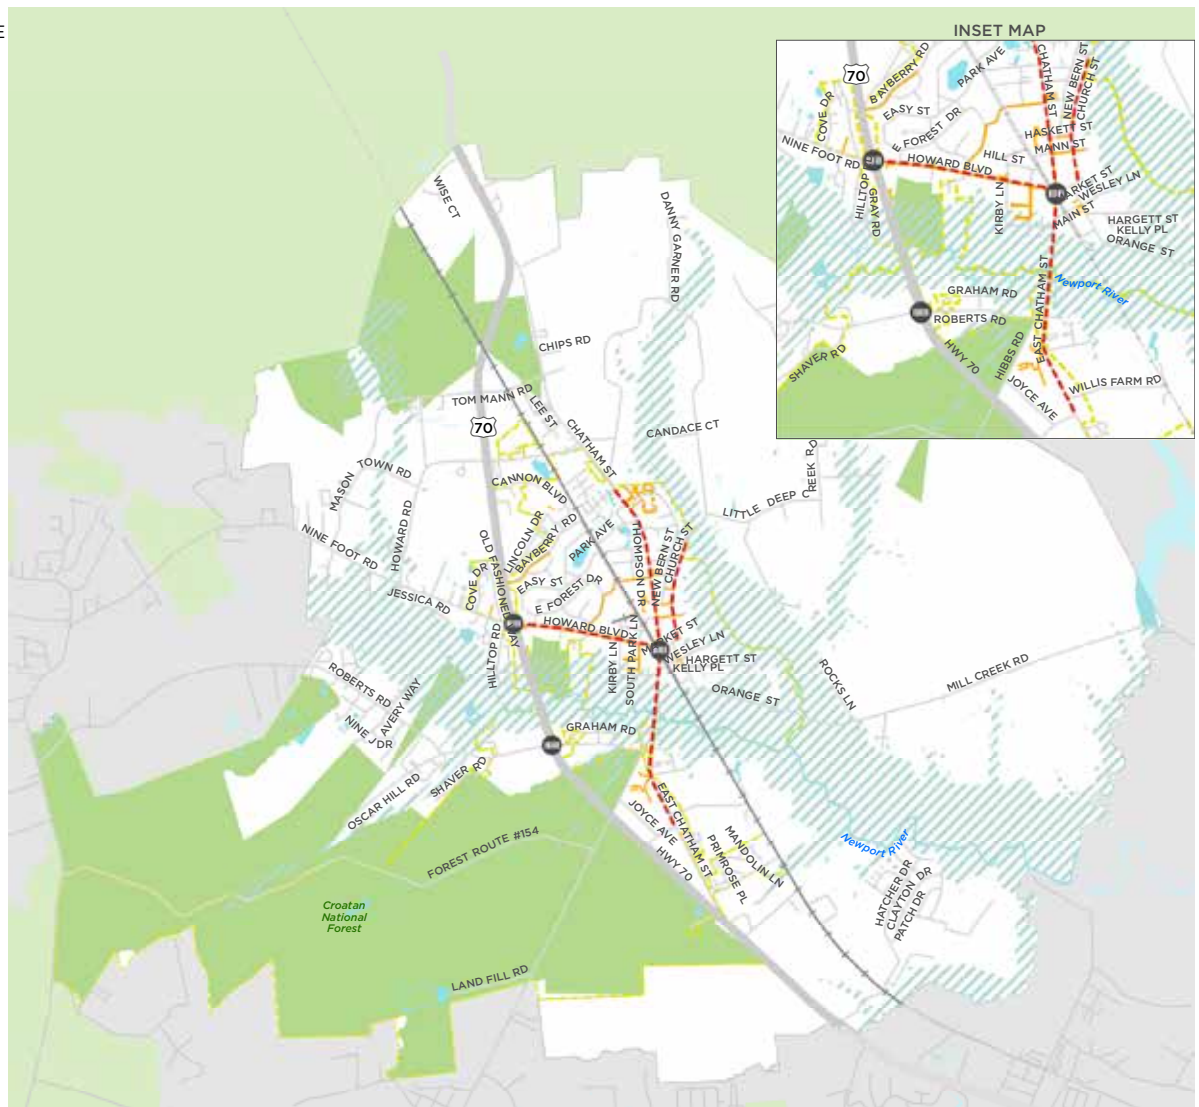 E
INSET MAP
70
BAYBERRY RD
PARK AVE
CHATHAM ST
NEW BERN ST
CHURCH ST
COVE DR
EASY ST
E FOREST DR
HASKETT ST
MANN ST
NINE FOOT RD
HOWARD BLVD
HILL ST
HILLTOP
GRAY RD
KIRBY LN
MARKET ST
WESLEY LN
MAIN ST
HARGETT ST
KELLY PL
ORANGE ST
EAST CHATHAM ST
Newport River
GRAHAM RD
ROBERTS RD
SHAVER RD
HWY 70
HIBBS RD
JOYCE AVE
WILLIS FARM RD
WISE CT
DANNY GARNER RD
CHIPS RD
TOM MANN RD
LEE ST
70
CHATHAM ST
CANDACE CT
MASON
TOWN RD
CANNON BLVD
LITTLE DEEP CREEK RD
HOWARD RD
NINE FOOT RD
OLD FASHIONED WAY
LINCOLN DR
BAYBERRY RD
PARK AVE
THOMPSON DR
NEW BERN ST
CHURCH ST
COVE DR
EASY ST
E FOREST DR
JESSICA RD
HOWARD BLVD
HILLTOP RD
KIRBY LN
SOUTH PARK LN
MARKET ST
WESLEY LN
HARGETT ST
KELLY PL
ORANGE ST
ROCKS LN
MILL CREEK RD
ROBERTS RD
AVERY WAY
NINE J DR
GRAHAM RD
OSCAR HILL RD
SHAVER RD
FOREST ROUTE #154
JOYCE AVE
EAST CHATHAM ST
HWY 70
PRIMROSE PL
MANDOLIN LN
Newport River
HATCHER DR
CLAYTON DR
PATCH DR
Croatan
National
Forest
LAND FILL RD